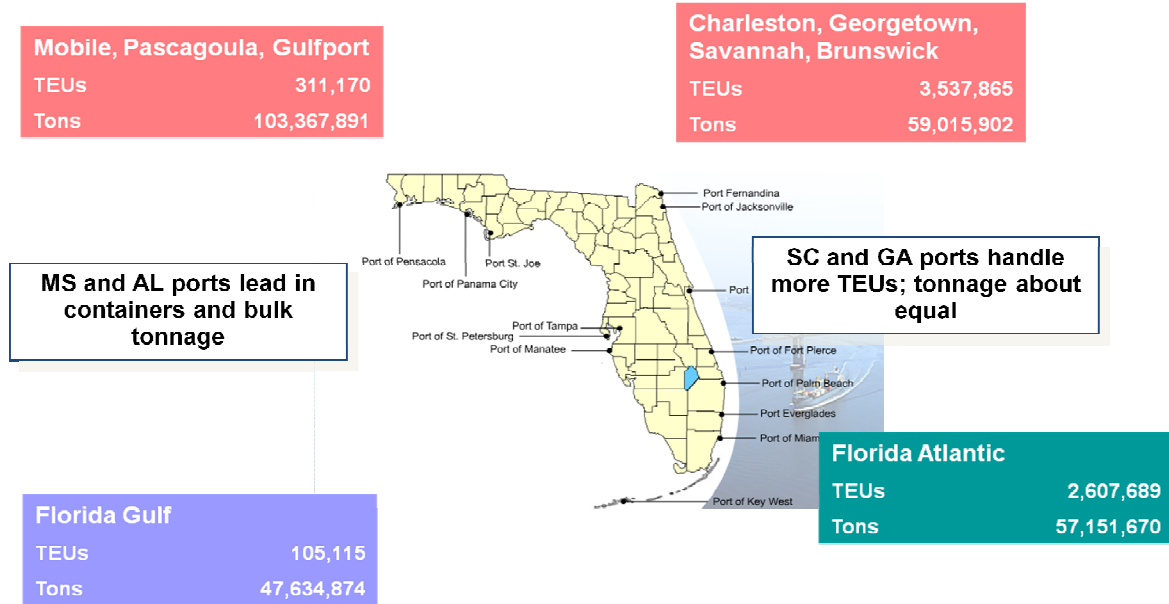 Mobile, Pascagoula, Gulfport
TEUs 311,170
Tons 103,367,891
Charleston, Georgetown,
Savannah, Brunswick
TEUs 3,537,865
Tons 59,015,902
Port Fernandina
Port of Jacksonville
Port of Pensacola
Port St. Joe
Port of Panama City
MS and AL ports lead in
containers and bulk
tonnage
SC and GA ports handle
more TEUs; tonnage about
equal
Port
Port of Tampa
Port of St. Petersburg
Port of Manatee
Port of Fort Pierce
Port of Palm Beach
Port Everglades
Port of Miam
Port of Key West
Florida Atlantic
TEUs 2,607,689
Tons 57,151,670
Florida Gulf
TEUs 105,115
Tons 47,634,874